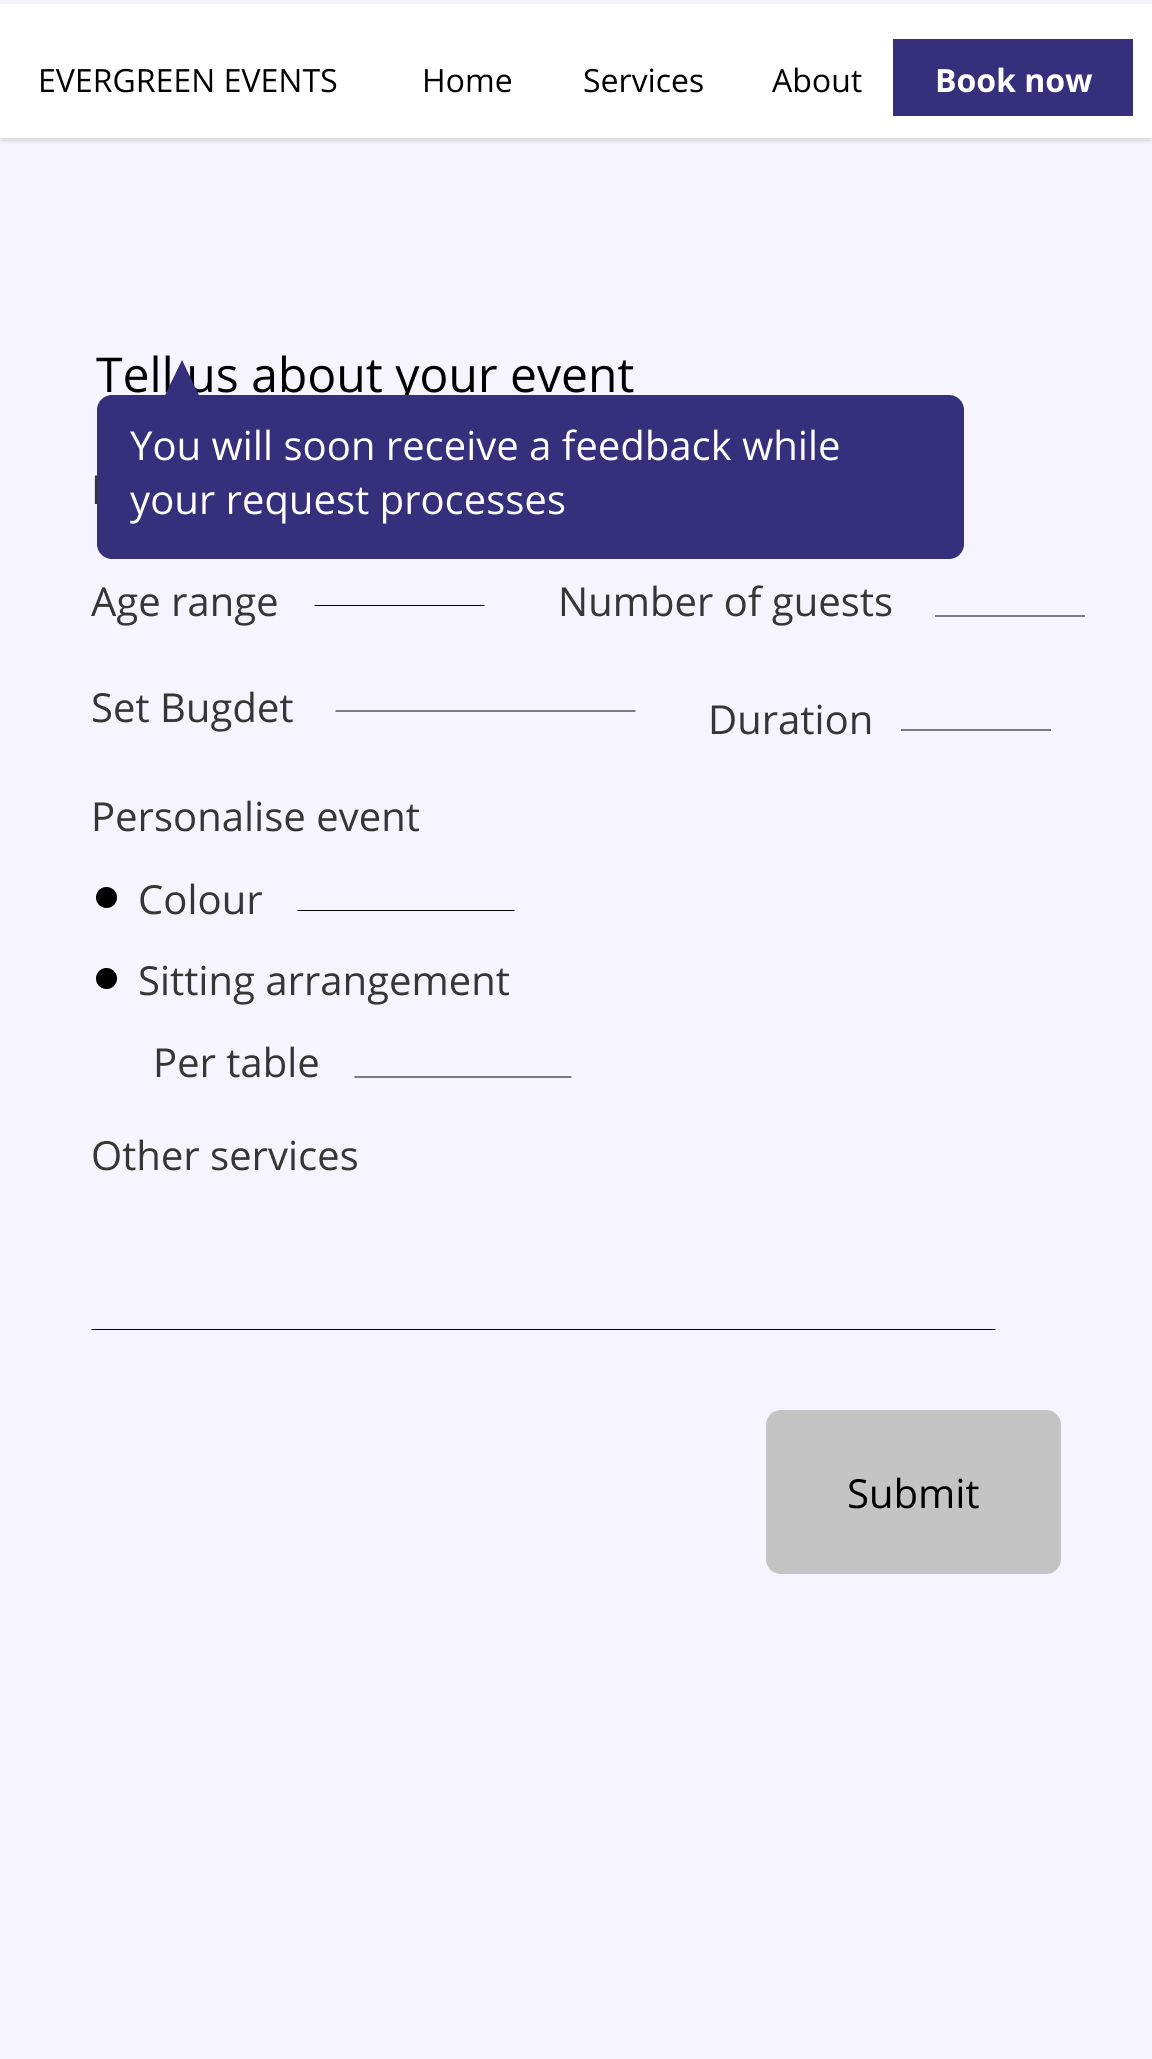 EVERGREEN EVENTS Home Services About Book now
Tell us about your event
You will soon receive a feedback while
your request processes
Age range Number of guests
Set Bugdet Duration
Personalise event
Colour
Sitting arrangement
Per table
Other services
Submit